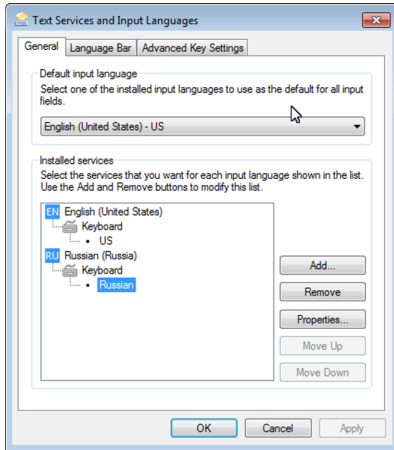 Text Services and Input Languages
General
Language Bar
Advanced Key Settings
Default input language
Select one of the installed input languages to use as the default for all input
fields.
English (United States) - US
Installed services
Select the services that you want for each input language shown in the list.
Use the Add and Remove buttons to modify this list.
EN English (United States)
Keyboard
• US
RU Russian (Russia)
Keyboard
• Russian
Add...
Remove
Properties...
Move Up
Move Down
OK
Cancel
Apply